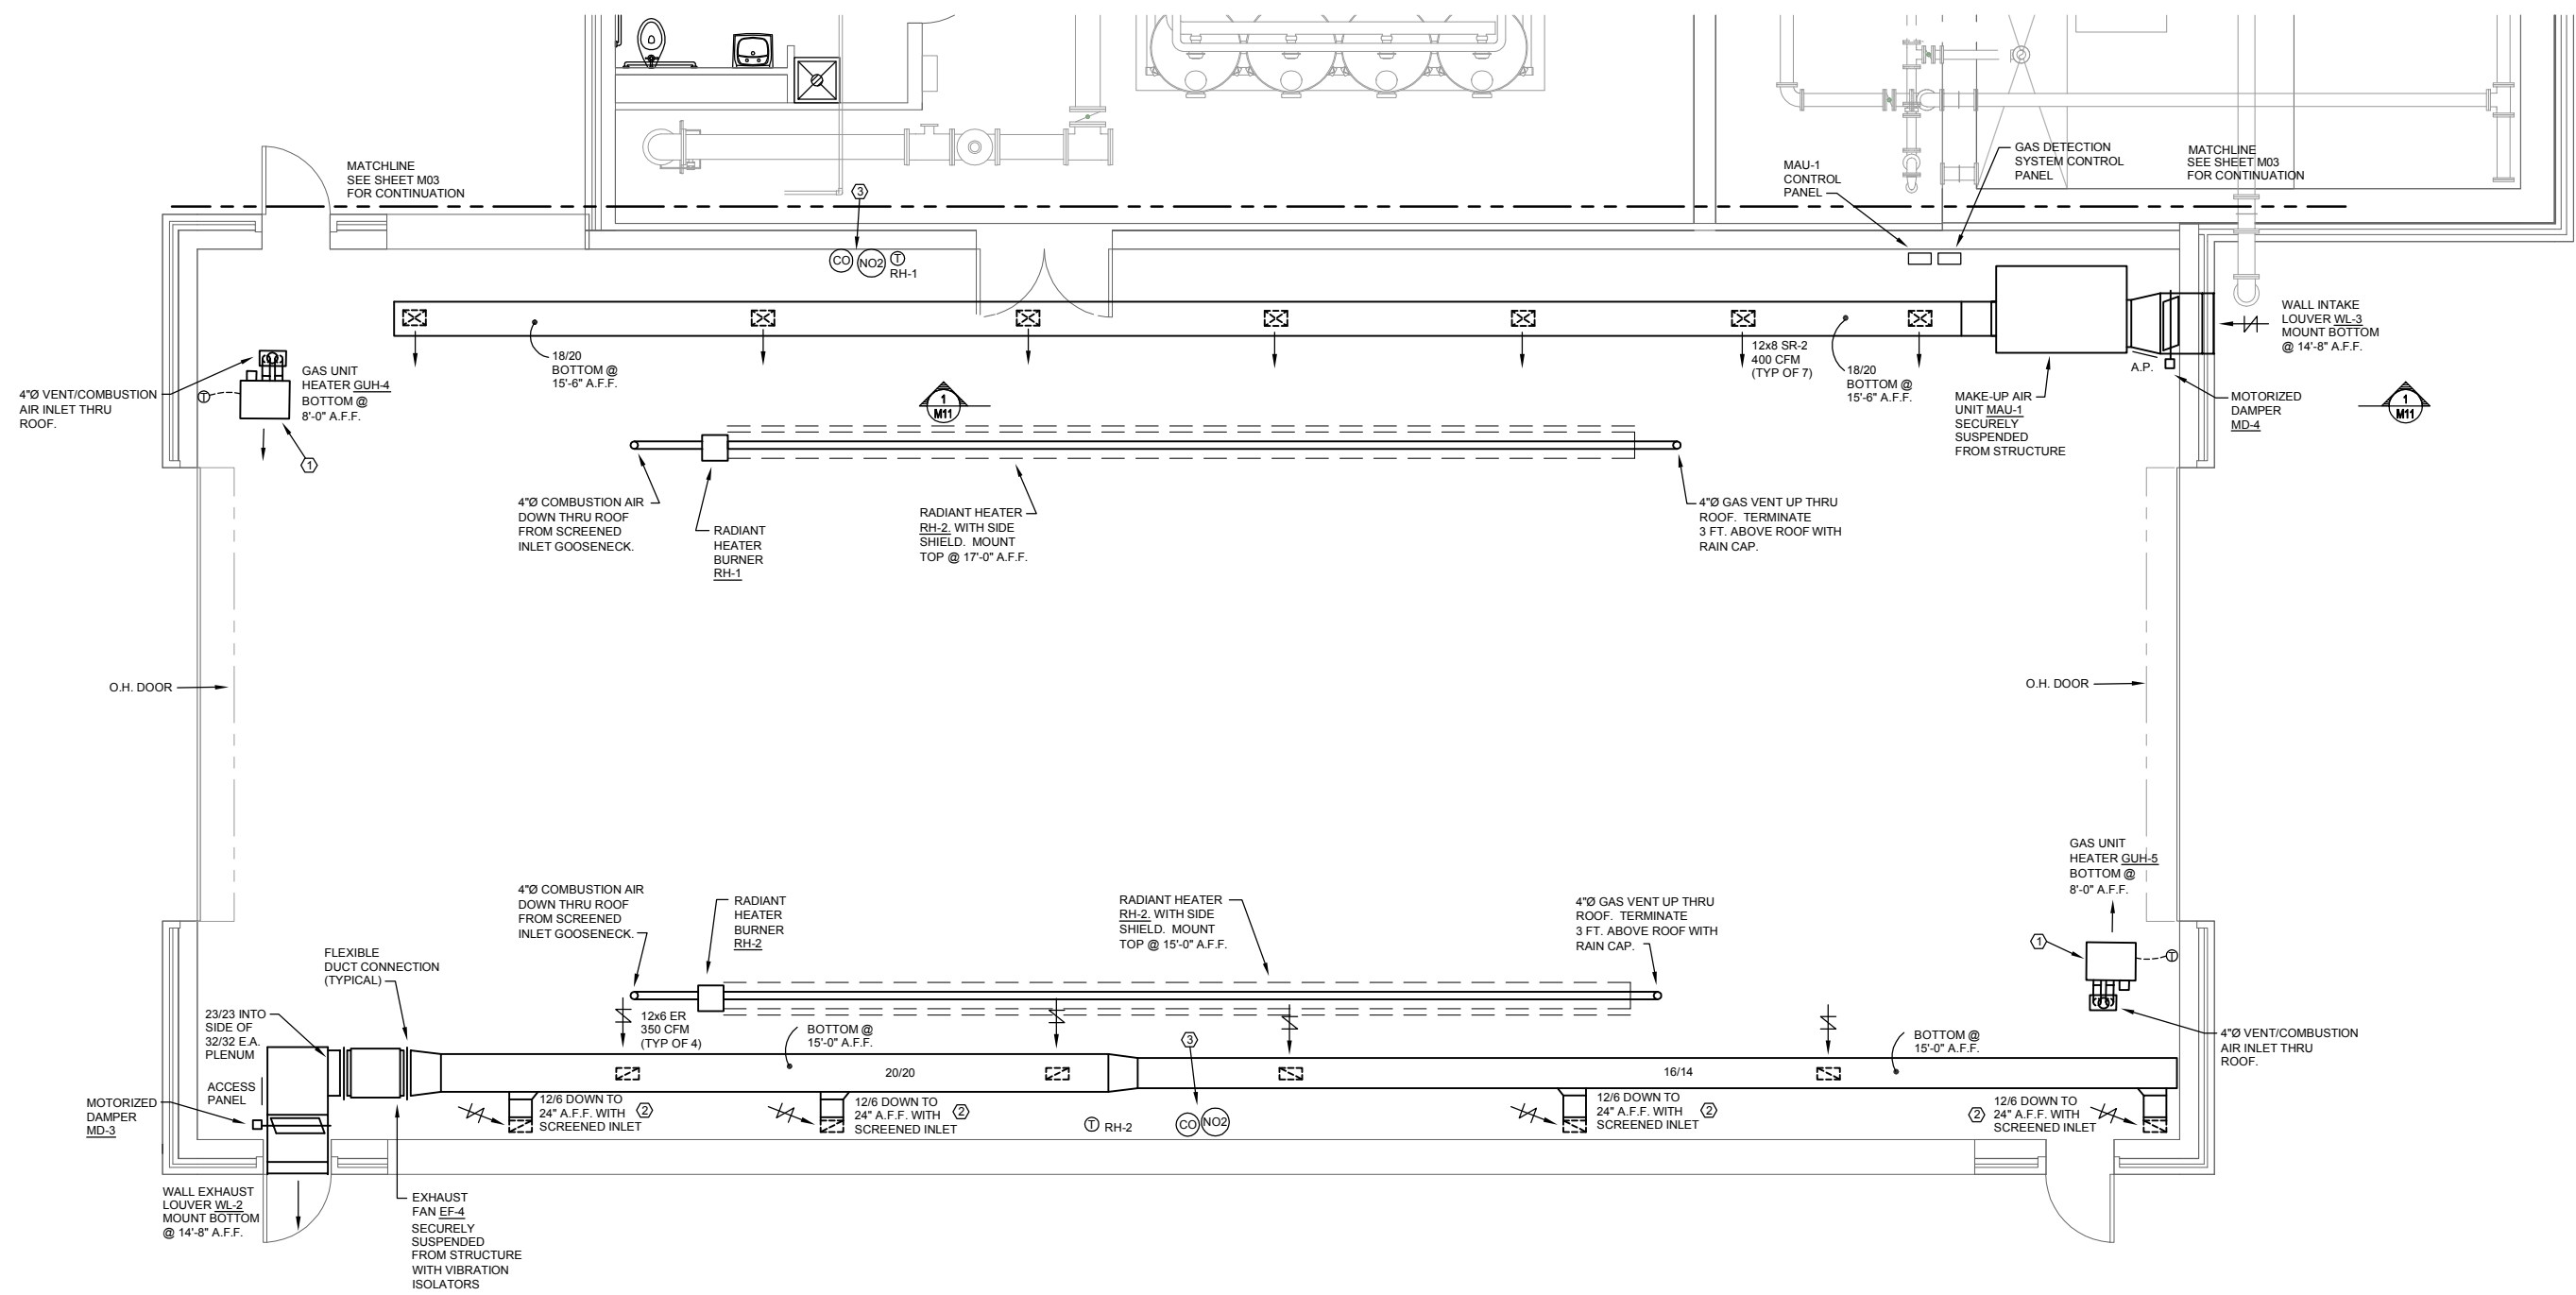 MATCHLINE
SEE SHEET M03
FOR CONTINUATION
3
MAU-1
CONTROL
PANEL
GAS DETECTION
SYSTEM CONTROL
PANEL
MATCHLINE
SEE SHEET M03
FOR CONTINUATION
CO
NO2
T
RH-1
WALL INTAKE
LOUVER WL-3
MOUNT BOTTOM
@ 14'-8" A.F.F.
4"Ø VENT/COMBUSTION
AIR INLET THRU
ROOF.
T
GAS UNIT
HEATER GUH-4
BOTTOM @
8'-0" A.F.F.
1
18/20
BOTTOM @
15'-6" A.F.F.
1
M11
12x8 SR-2
400 CFM
(TYP OF 7)
18/20
BOTTOM @
15'-6" A.F.F.
A.P.
MAKE-UP AIR
UNIT MAU-1
SECURELY
SUSPENDED
FROM STRUCTURE
MOTORIZED
DAMPER
MD-4
1
M11
4"Ø COMBUSTION AIR
DOWN THRU ROOF
FROM SCREENED
INLET GOOSENECK.
RADIANT
HEATER
BURNER
RH-1
RADIANT HEATER
RH-2. WITH SIDE
SHIELD. MOUNT
TOP @ 17'-0" A.F.F.
4"Ø GAS VENT UP THRU
ROOF. TERMINATE
3 FT. ABOVE ROOF WITH
RAIN CAP.
O.H. DOOR
O.H. DOOR
4"Ø COMBUSTION AIR
DOWN THRU ROOF
FROM SCREENED
INLET GOOSENECK.
RADIANT
HEATER
BURNER
RH-2
RADIANT HEATER
RH-2. WITH SIDE
SHIELD. MOUNT
TOP @ 15'-0" A.F.F.
4"Ø GAS VENT UP THRU
ROOF. TERMINATE
3 FT. ABOVE ROOF WITH
RAIN CAP.
GAS UNIT
HEATER GUH-5
BOTTOM @
8'-0" A.F.F.
1
T
4"Ø VENT/COMBUSTION
AIR INLET THRU
ROOF.
FLEXIBLE
DUCT CONNECTION
(TYPICAL)
23/23 INTO
SIDE OF
32/32 E.A.
PLENUM
ACCESS
PANEL
MOTORIZED
DAMPER
MD-3
12x6 ER
350 CFM
(TYP OF 4)
BOTTOM @
15'-0" A.F.F.
3
BOTTOM @
15'-0" A.F.F.
20/20
16/14
12/6 DOWN TO
24" A.F.F. WITH
SCREENED INLET
2
12/6 DOWN TO
24" A.F.F. WITH
SCREENED INLET
2
T
RH-2
CO
NO2
12/6 DOWN TO
24" A.F.F. WITH
SCREENED INLET
2
2
12/6 DOWN TO
24" A.F.F. WITH
SCREENED INLET
WALL EXHAUST
LOUVER WL-2
MOUNT BOTTOM
@ 14'-8" A.F.F.
EXHAUST
FAN EF-4
SECURELY
SUSPENDED
FROM STRUCTURE
WITH VIBRATION
ISOLATORS